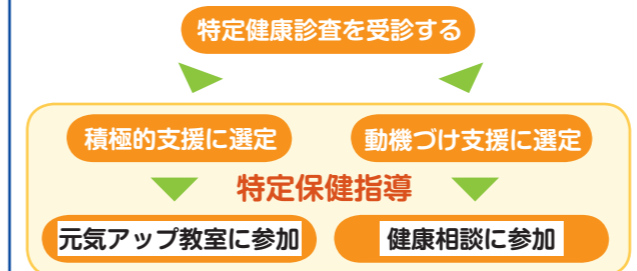 特定健康診査を受診する
積極的支援に選定
動機づけ支援に選定
特定保健指導
元気アップ教室に参加
健康相談に参加